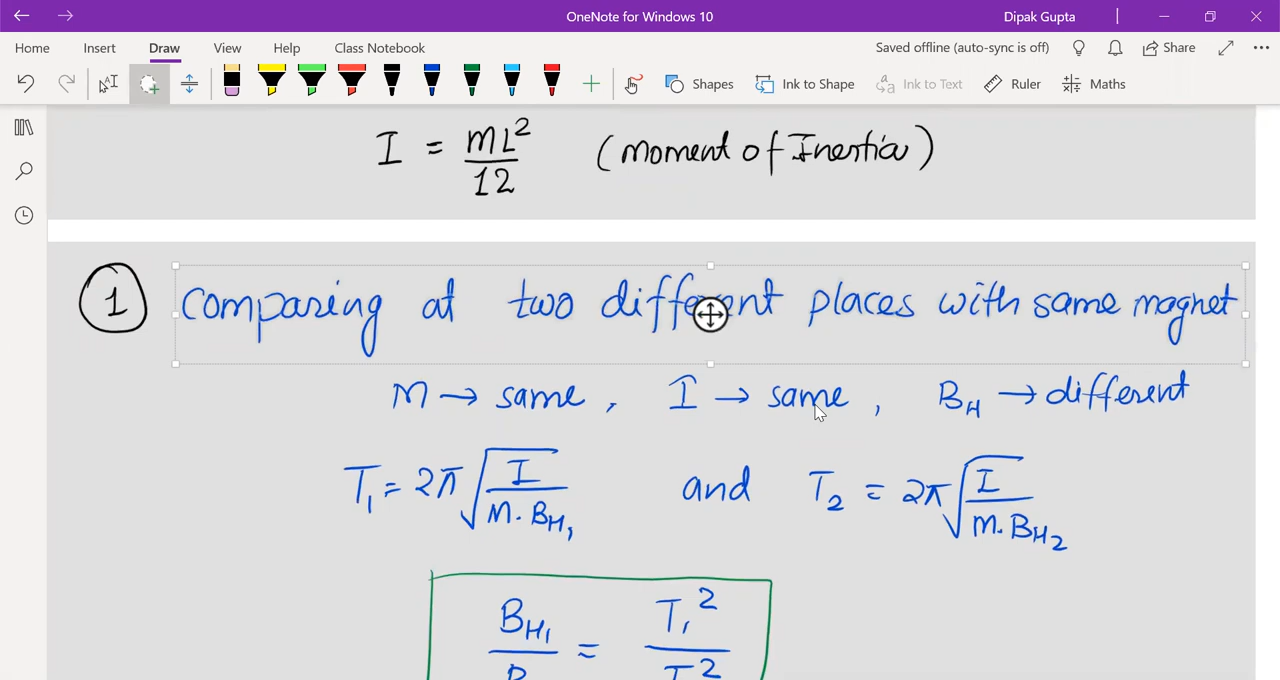 OneNote for Windows 10
Dipak Gupta
Home Insert Draw View Help Class Notebook
Saved offline (auto-sync is off) Share
Shapes Ink to Shape Ink to Text Ruler Maths
I = mL²/12 (Moment of Inertia)
① Comparing at two different places with same magnet
M → same, I → same, B_H → different
T₁ = 2π√(I/(M·B_H₁)) and T₂ = 2π√(I/(M·B_H₂))
B_H₁/B = T₁²/T²